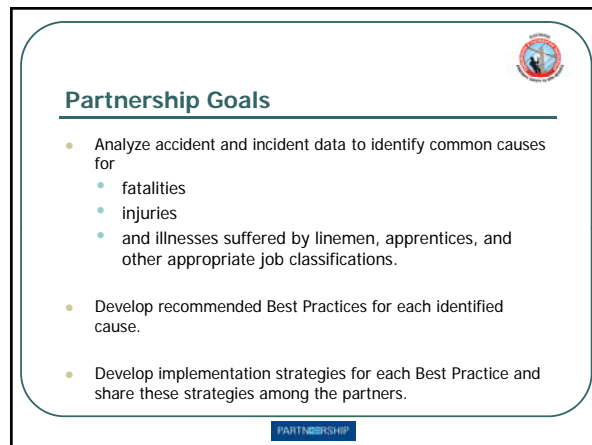 Partnership Goals
Analyze accident and incident data to identify common causes
for
fatalities
injuries
and illnesses suffered by linemen, apprentices, and
other appropriate job classifications.
Develop recommended Best Practices for each identified
cause.
Develop implementation strategies for each Best Practice and
share these strategies among the partners.
PARTNERSHIP